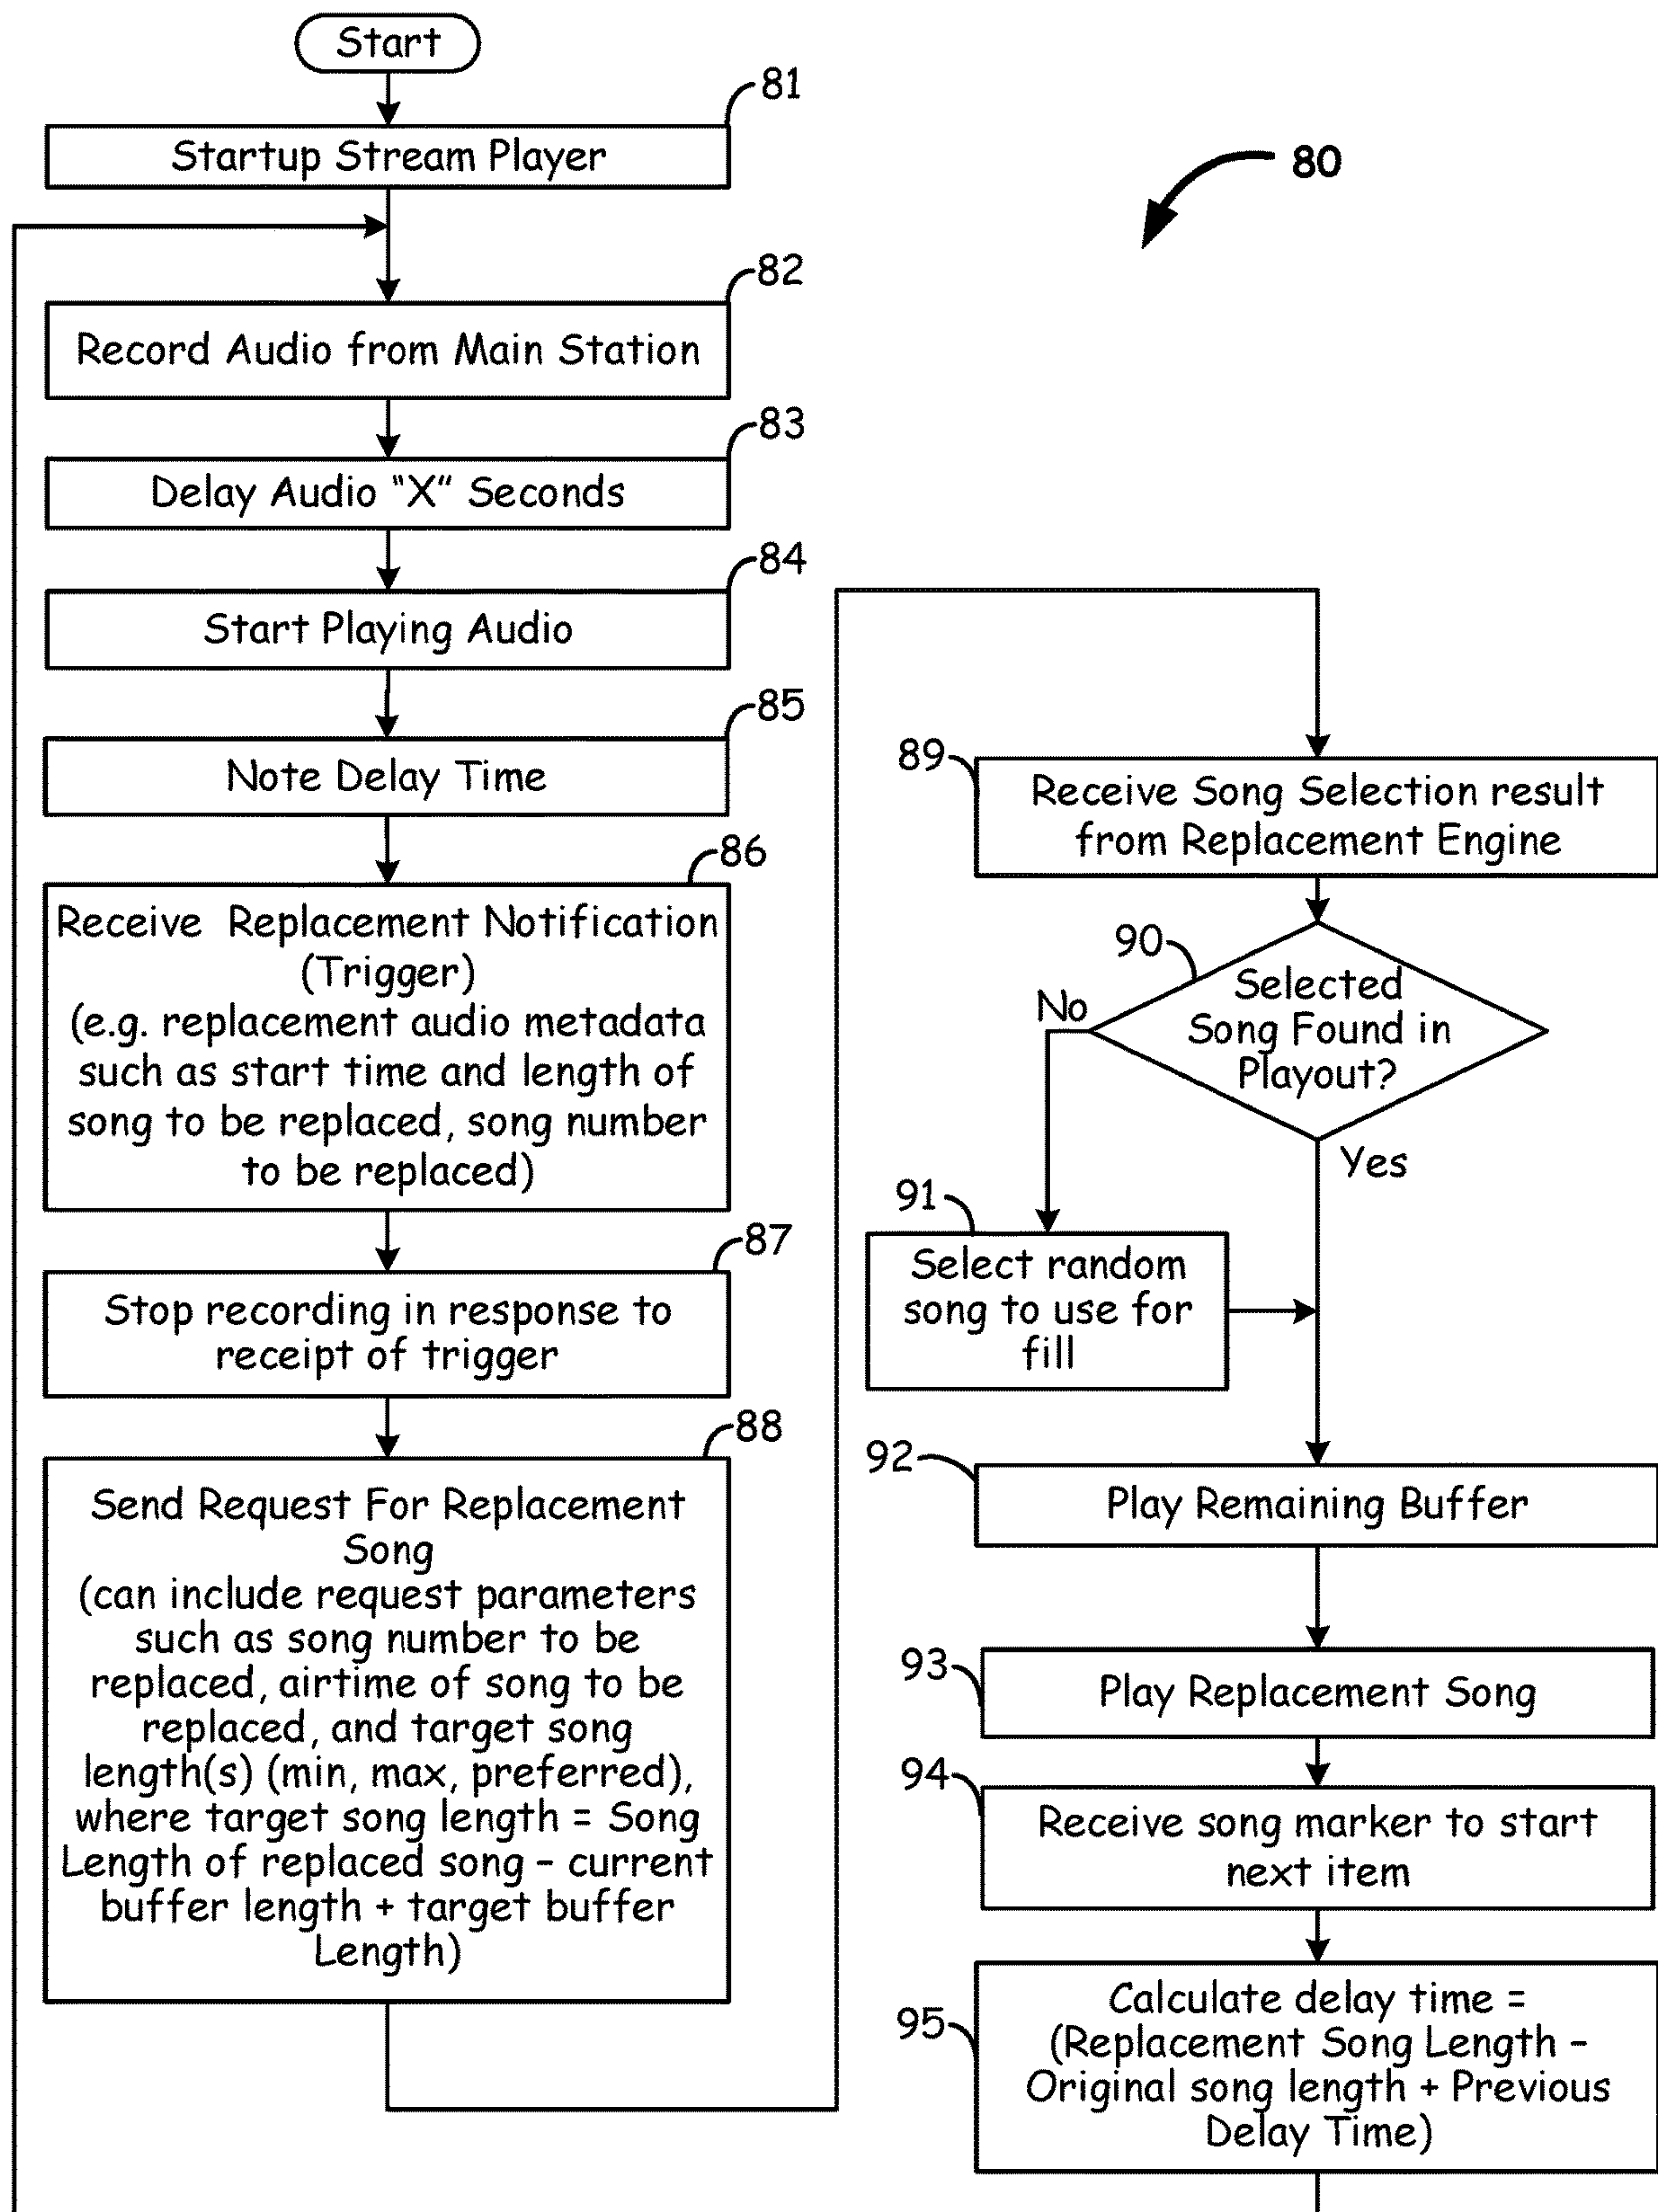 Start
81
Startup Stream Player
80
82
Record Audio from Main Station
83
Delay Audio “X” Seconds
84
Start Playing Audio
85
Note Delay Time
86
Receive Replacement Notification
(Trigger)
(e.g. replacement audio metadata
such as start time and length of
song to be replaced, song number
to be replaced)
87
Stop recording in response to
receipt of trigger
88
Send Request For Replacement
Song
(can include request parameters
such as song number to be
replaced, airtime of song to be
replaced, and target song
length(s) (min, max, preferred),
where target song length = Song
Length of replaced song – current
buffer length + target buffer
Length)
89
Receive Song Selection result
from Replacement Engine
90
Selected
Song Found in
Playout?
No
Yes
91
Select random
song to use for
fill
92
Play Remaining Buffer
93
Play Replacement Song
94
Receive song marker to start
next item
95
Calculate delay time =
(Replacement Song Length –
Original song length + Previous
Delay Time)